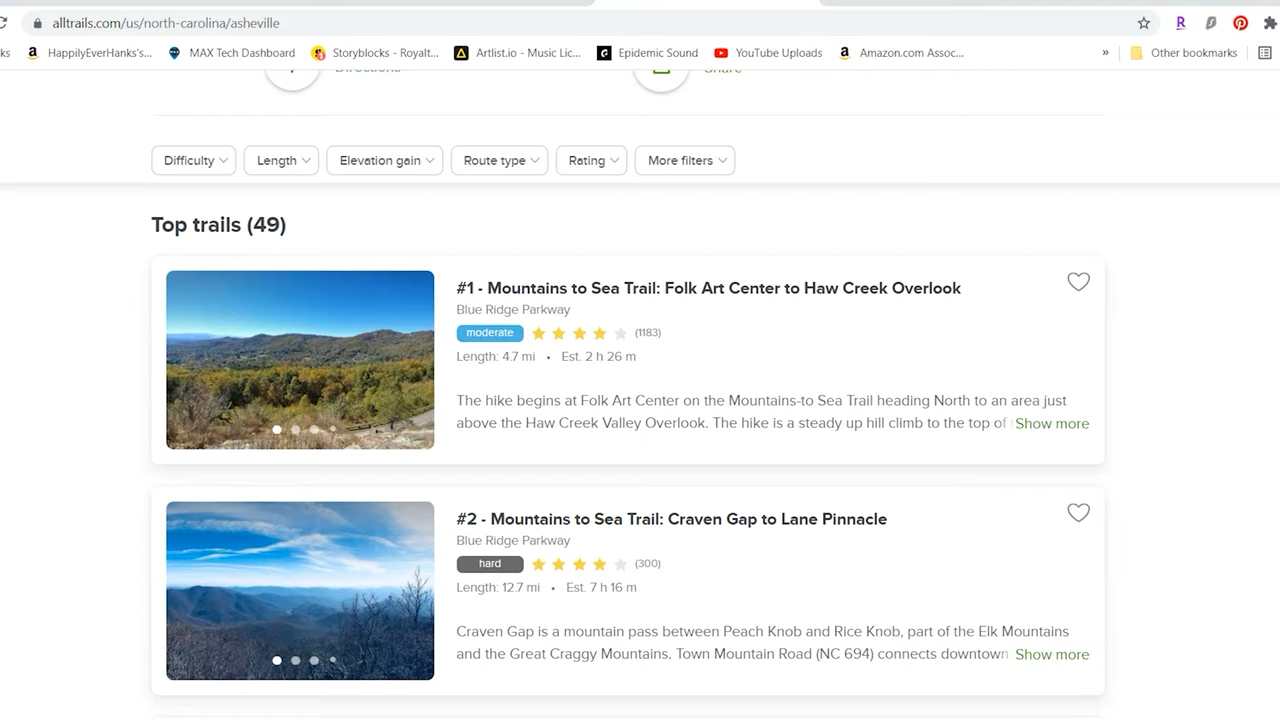 alltrails.com/us/north-carolina/asheville
ks HappilyEverHanks's... MAX Tech Dashboard Storyblocks - Royalt... Artlist.io - Music Lic... Epidemic Sound YouTube Uploads Amazon.com Assoc... » Other bookmarks
Directions Share
Difficulty Length Elevation gain Route type Rating More filters
Top trails (49)
#1 - Mountains to Sea Trail: Folk Art Center to Haw Creek Overlook
Blue Ridge Parkway
moderate (1183)
Length: 4.7 mi • Est. 2 h 26 m
The hike begins at Folk Art Center on the Mountains-to Sea Trail heading North to an area just
above the Haw Creek Valley Overlook. The hike is a steady up hill climb to the top of Show more
#2 - Mountains to Sea Trail: Craven Gap to Lane Pinnacle
Blue Ridge Parkway
hard (300)
Length: 12.7 mi • Est. 7 h 16 m
Craven Gap is a mountain pass between Peach Knob and Rice Knob, part of the Elk Mountains
and the Great Craggy Mountains. Town Mountain Road (NC 694) connects downtown Show more